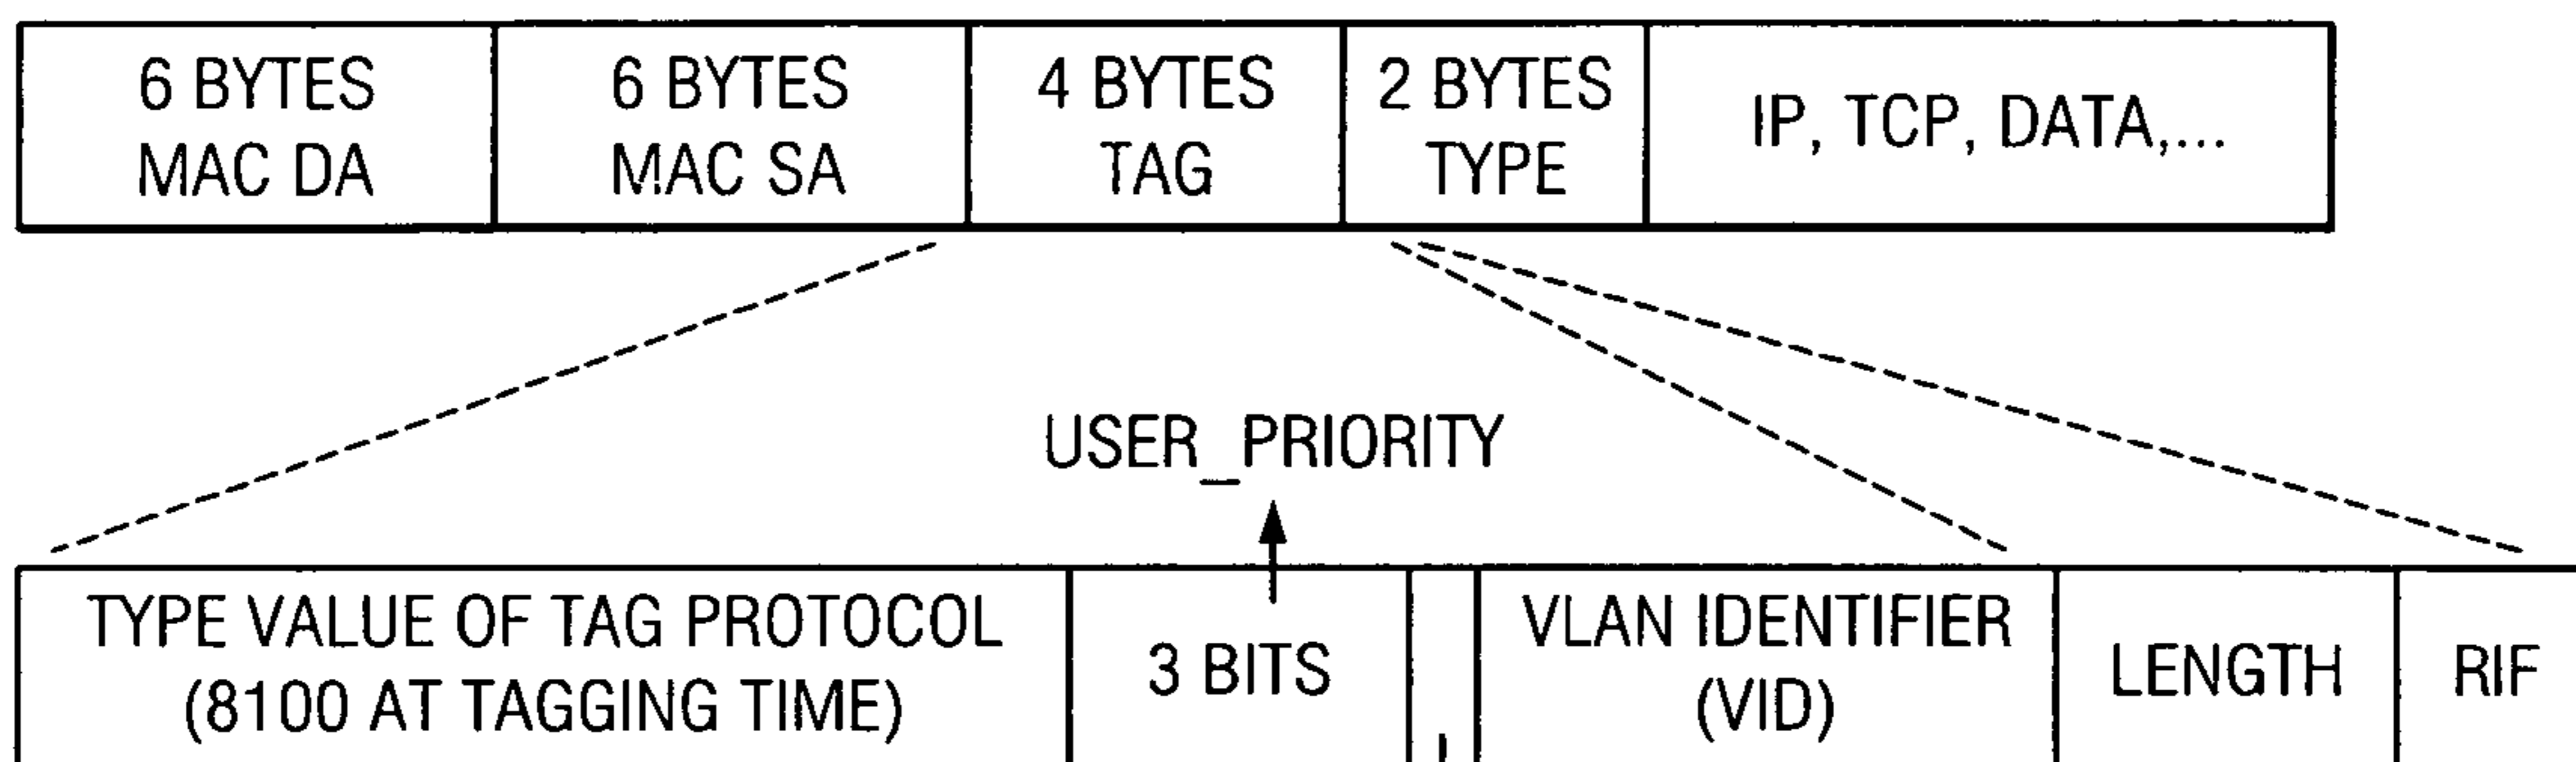 6 BYTES
MAC DA
6 BYTES
MAC SA
4 BYTES
TAG
2 BYTES
TYPE
IP, TCP, DATA,...
USER_PRIORITY
TYPE VALUE OF TAG PROTOCOL
(8100 AT TAGGING TIME)
3 BITS
VLAN IDENTIFIER
(VID)
LENGTH
RIF